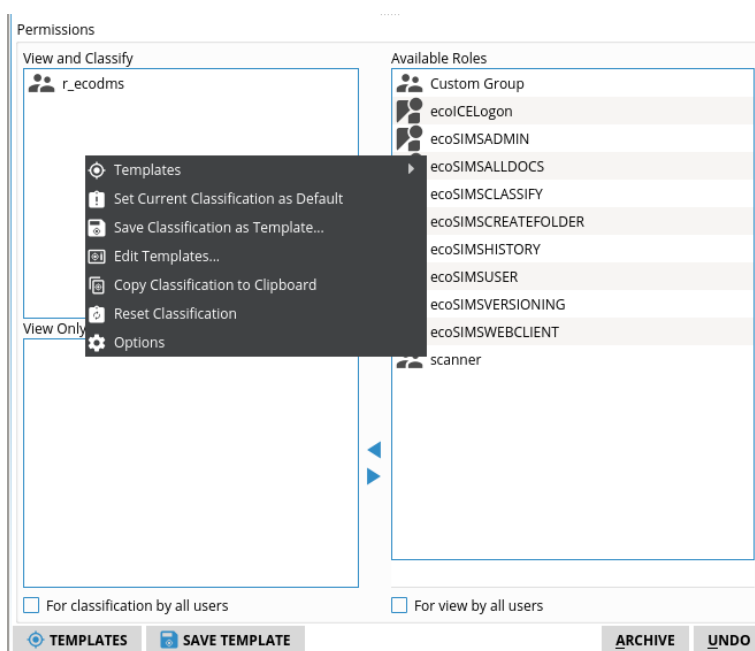 Permissions
View and Classify
r_ecodms
Templates
Set Current Classification as Default
Save Classification as Template...
Edit Templates...
Copy Classification to Clipboard
Reset Classification
Options
View Only
For classification by all users
Available Roles
Custom Group
ecoICELogon
ecoSIMSADMIN
ecoSIMSALLDOCS
ecoSIMSCLASSIFY
ecoSIMSCREATEFOLDER
ecoSIMSHISTORY
ecoSIMSUSER
ecoSIMSVERSIONING
ecoSIMSWEBCLIENT
scanner
For view by all users
TEMPLATES
SAVE TEMPLATE
ARCHIVE
UNDO